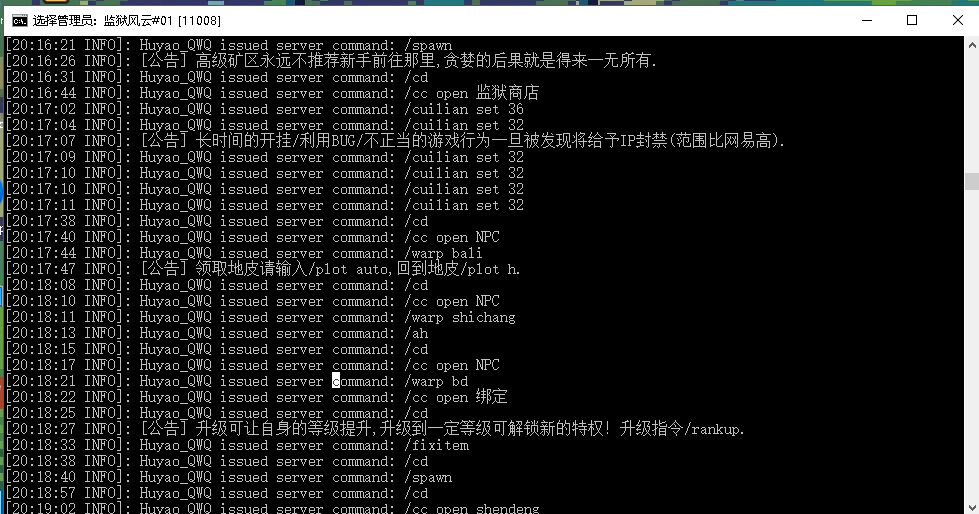 选择管理员: 监狱风云#01 [11008]
[20:16:21 INFO]: Huyao_QWQ issued server command: /spawn
[20:16:26 INFO]: [公告] 高级矿区永远不推荐新手前往那里,贪婪的后果就是得来一无所有.
[20:16:31 INFO]: Huyao_QWQ issued server command: /cd
[20:16:44 INFO]: Huyao_QWQ issued server command: /cc open 监狱商店
[20:17:02 INFO]: Huyao_QWQ issued server command: /cuilian set 36
[20:17:04 INFO]: Huyao_QWQ issued server command: /cuilian set 32
[20:17:07 INFO]: [公告] 长时间的开挂/利用BUG/不正当的游戏行为一旦被发现将给予IP封禁(范围比网易高).
[20:17:09 INFO]: Huyao_QWQ issued server command: /cuilian set 32
[20:17:10 INFO]: Huyao_QWQ issued server command: /cuilian set 32
[20:17:10 INFO]: Huyao_QWQ issued server command: /cuilian set 32
[20:17:11 INFO]: Huyao_QWQ issued server command: /cuilian set 32
[20:17:38 INFO]: Huyao_QWQ issued server command: /cd
[20:17:40 INFO]: Huyao_QWQ issued server command: /cc open NPC
[20:17:44 INFO]: Huyao_QWQ issued server command: /warp bali
[20:17:47 INFO]: [公告] 领取地皮请输入/plot auto,回到地皮/plot h.
[20:18:08 INFO]: Huyao_QWQ issued server command: /cd
[20:18:10 INFO]: Huyao_QWQ issued server command: /cc open NPC
[20:18:11 INFO]: Huyao_QWQ issued server command: /warp shichang
[20:18:13 INFO]: Huyao_QWQ issued server command: /ah
[20:18:15 INFO]: Huyao_QWQ issued server command: /cd
[20:18:17 INFO]: Huyao_QWQ issued server command: /cc open NPC
[20:18:21 INFO]: Huyao_QWQ issued server command: /warp bd
[20:18:22 INFO]: Huyao_QWQ issued server command: /cc open 绑定
[20:18:25 INFO]: Huyao_QWQ issued server command: /cd
[20:18:27 INFO]: [公告] 升级可让自身的等级提升,升级到一定等级可解锁新的特权! 升级指令/rankup.
[20:18:33 INFO]: Huyao_QWQ issued server command: /fixitem
[20:18:38 INFO]: Huyao_QWQ issued server command: /cd
[20:18:40 INFO]: Huyao_QWQ issued server command: /spawn
[20:18:57 INFO]: Huyao_QWQ issued server command: /cd
[20:19:02 INFO]: Huyao_QWQ issued server command: /cc open shendeng